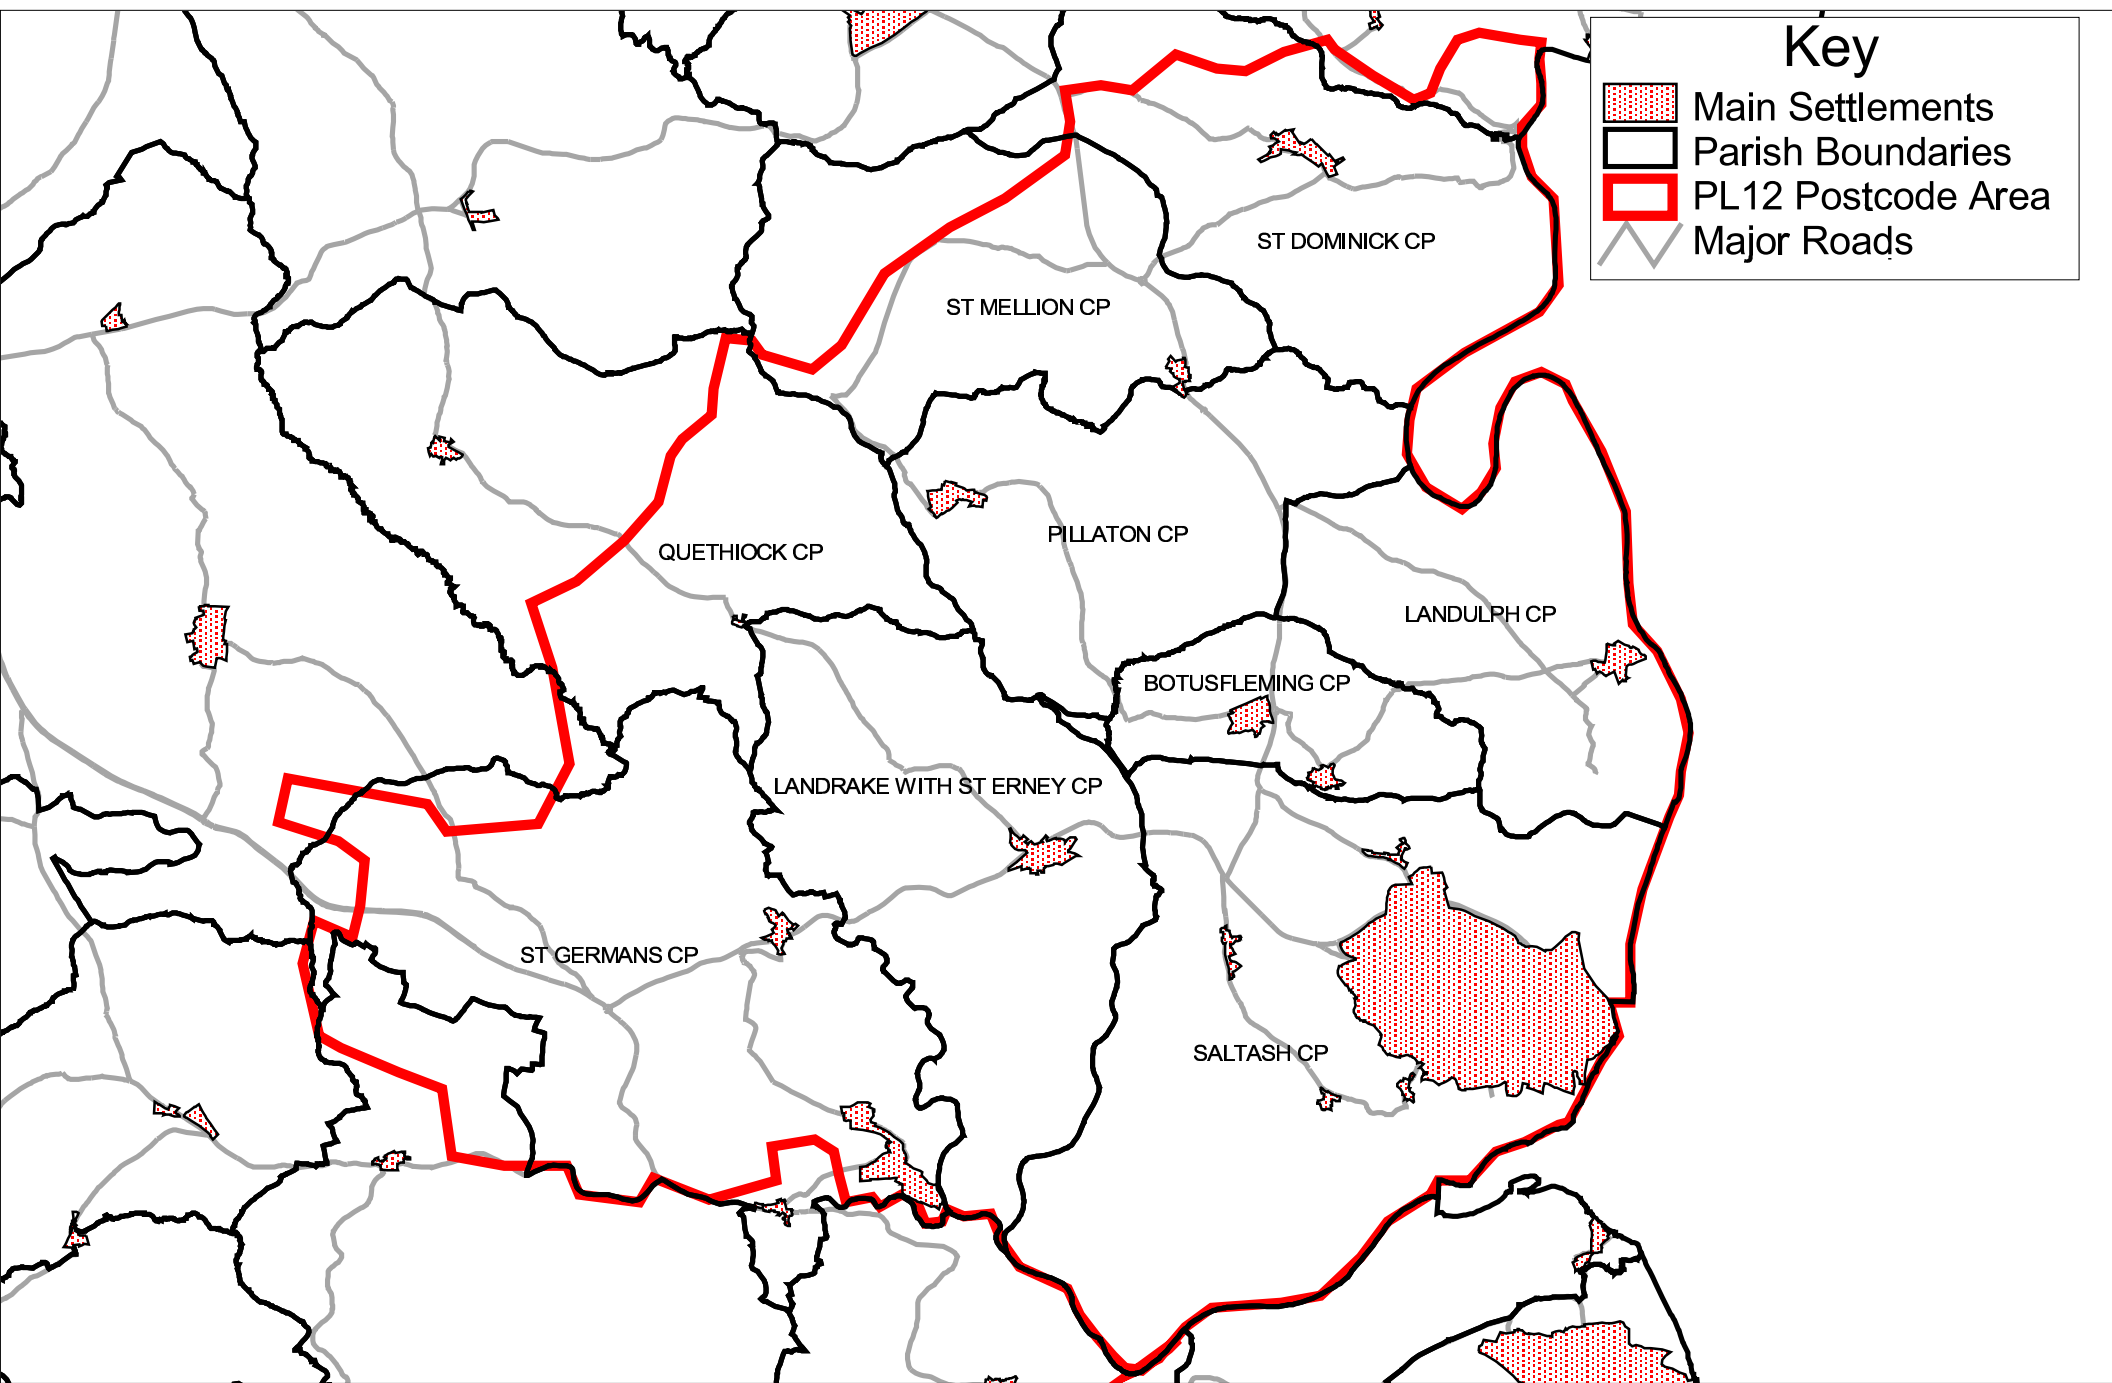 Key
Main Settlements
Parish Boundaries
PL12 Postcode Area
Major Roads
ST DOMINICK CP
ST MELLION CP
PILLATON CP
QUETHIOCK CP
LANDULPH CP
BOTUSFLEMING CP
LANDRAKE WITH ST ERNEY CP
ST GERMANS CP
SALTASH CP